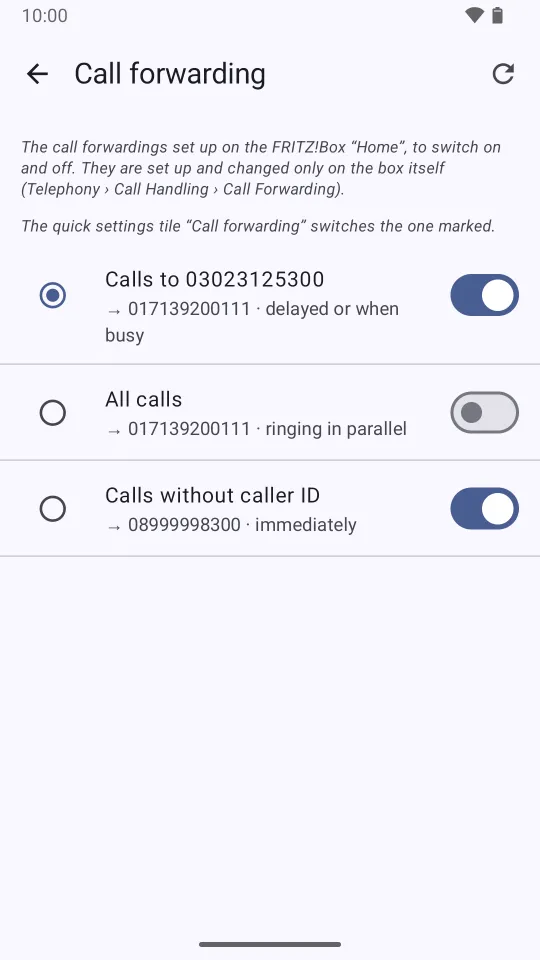 10:00
Call forwarding
The call forwardings set up on the FRITZ!Box “Home”, to switch on
and off. They are set up and changed only on the box itself
(Telephony › Call Handling › Call Forwarding).
The quick settings tile “Call forwarding” switches the one marked.
Calls to 03023125300
→ 017139200111 · delayed or when
busy
All calls
→ 017139200111 · ringing in parallel
Calls without caller ID
→ 08999998300 · immediately